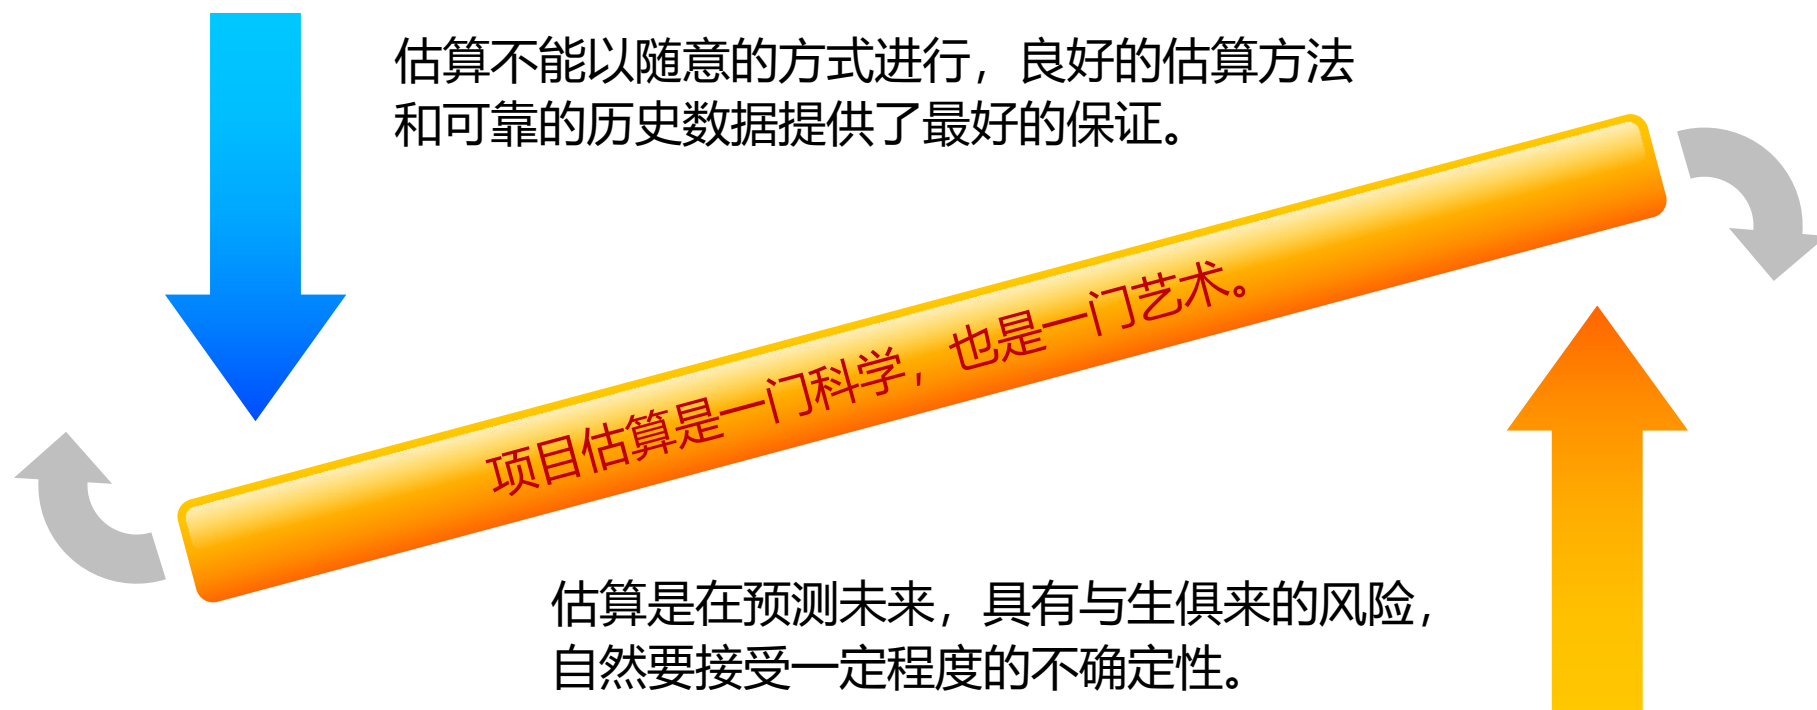 估算不能以随意的方式进行，良好的估算方法
和可靠的历史数据提供了最好的保证。
项目估算是一门科学，也是一门艺术。
估算是在预测未来，具有与生俱来的风险，
自然要接受一定程度的不确定性。